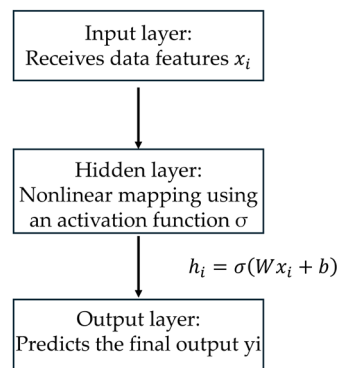 Input layer:
Receives data features xᵢ
Hidden layer:
Nonlinear mapping using
an activation function σ
hᵢ = σ(Wxᵢ + b)
Output layer:
Predicts the final output yi